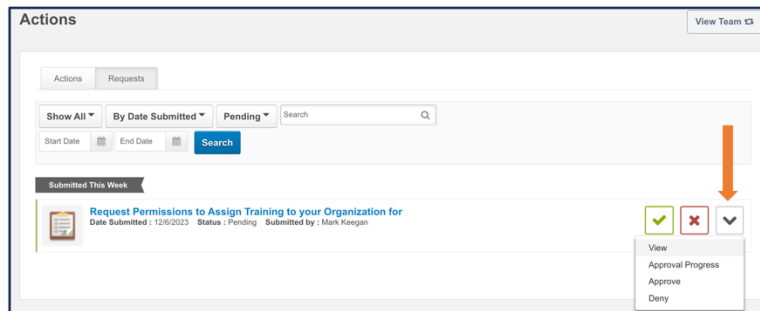 Actions
View Team
Actions Requests
Show All By Date Submitted Pending Search
Start Date End Date Search
Submitted This Week
Request Permissions to Assign Training to your Organization for
Date Submitted : 12/6/2023 Status : Pending Submitted by : Mark Keegan
View
Approval Progress
Approve
Deny